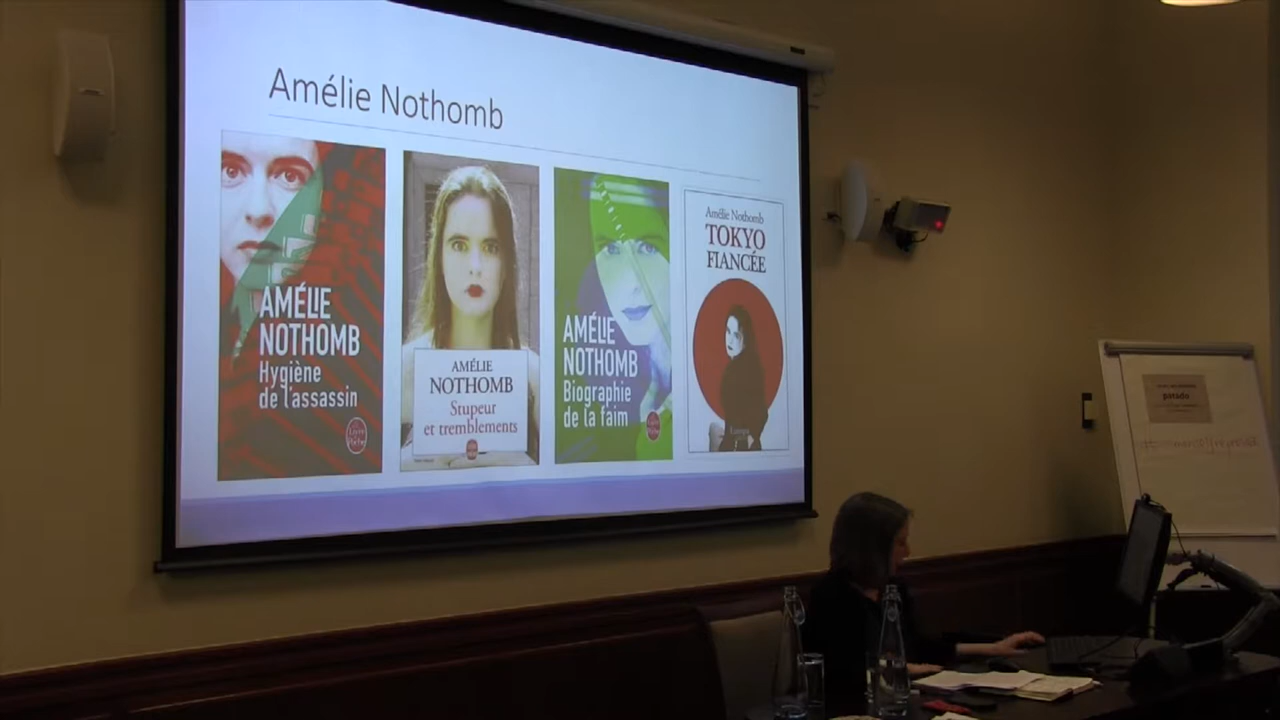 Amélie Nothomb
AMÉLIE
NOTHOMB
Hygiène
de l'assassin
AMÉLIE
NOTHOMB
Stupeur
et tremblements
AMÉLIE
NOTHOMB
Biographie
de la faim
Amélie Nothomb
TOKYO
FIANCÉE